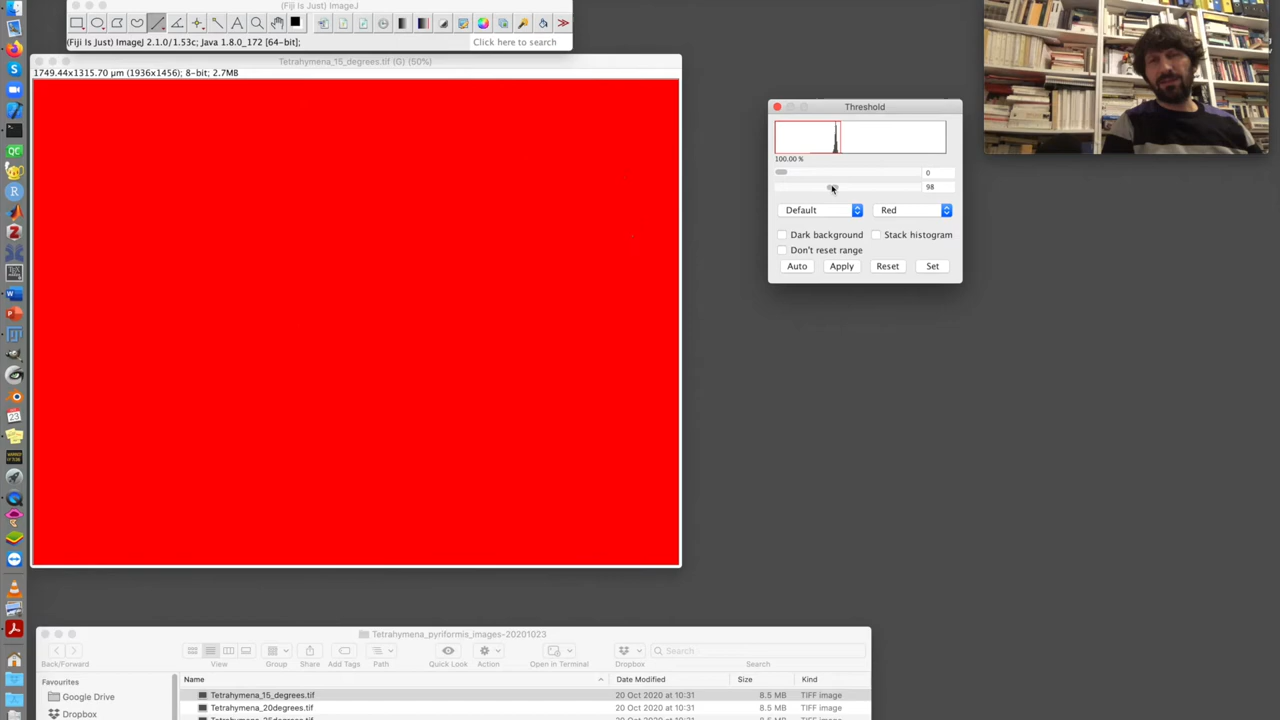 (Fiji Is Just) ImageJ
(Fiji Is Just) ImageJ 2.1.0/1.53c; Java 1.8.0_172 [64-bit];
Click here to search
Tetrahymena_15_degrees.tif (G) (50%)
1749.44x1315.70 µm (1936x1456); 8-bit; 2.7MB
Threshold
100.00 %
0
98
Default
Red
Dark background
Stack histogram
Don't reset range
Auto
Apply
Reset
Set
Tetrahymena_pyriformis_images-20201023
Search
Back/Forward
View
Group
Share
Add Tags
Path
Quick Look
Action
Open in Terminal
Dropbox
Search
Favourites
Google Drive
Dropbox
Name
Date Modified
Size
Kind
Tetrahymena_15_degrees.tif
20 Oct 2020 at 10:31
8.5 MB
TIFF image
Tetrahymena_20degrees.tif
20 Oct 2020 at 10:31
8.5 MB
TIFF image